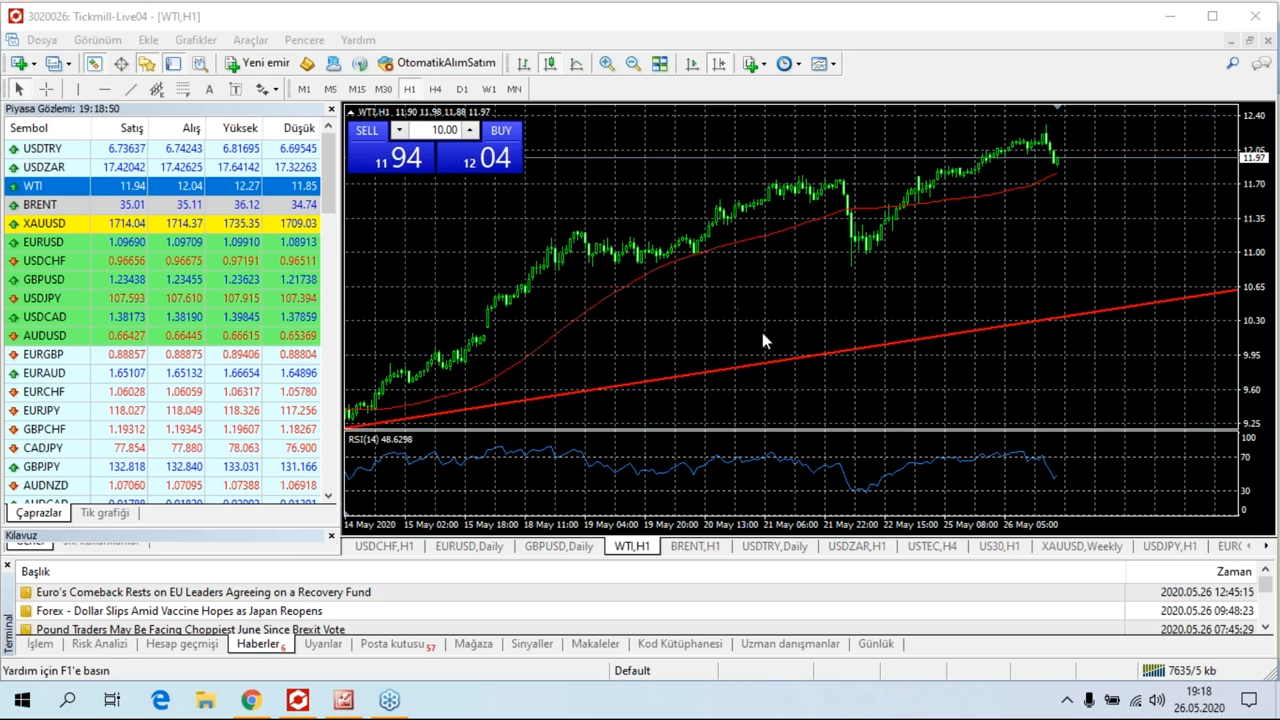 3020026: Tickmill-Live04 - [WTI,H1]
Dosya Görünüm Ekle Grafikler Araçlar Pencere Yardım
Yeni emir OtomatikAlımSatım
M1 M5 M15 M30 H1 H4 D1 W1 MN
Piyasa Gözlemi: 19:18:50
Sembol Satış Alış Yüksek Düşük
USDTRY 6.73637 6.74243 6.81695 6.69545
USDZAR 17.42042 17.42625 17.64142 17.32263
WTI 11.94 12.04 12.27 11.85
BRENT 35.01 35.11 36.12 34.74
XAUUSD 1714.04 1714.37 1735.35 1709.03
EURUSD 1.09690 1.09709 1.09910 1.08913
USDCHF 0.96656 0.96675 0.97191 0.96511
GBPUSD 1.23438 1.23455 1.23623 1.21738
USDJPY 107.593 107.610 107.915 107.394
USDCAD 1.38173 1.38190 1.39845 1.37859
AUDUSD 0.66427 0.66445 0.66615 0.65369
EURGBP 0.88857 0.88875 0.89406 0.88804
EURAUD 1.65107 1.65132 1.66654 1.64896
EURCHF 1.06028 1.06059 1.06317 1.05780
EURJPY 118.027 118.049 118.326 117.256
GBPCHF 1.19312 1.19345 1.19607 1.18267
CADJPY 77.854 77.880 78.063 76.900
GBPJPY 132.818 132.840 133.031 131.166
AUDNZD 1.07065 1.07095 1.07388 1.06918
Çaprazlar Tik grafiği
Kılavuz
WTI,H1 11.90 11.98 11.88 11.97
SELL 10.00 BUY
11 94 12 04
12.40
12.05
11.97
11.70
11.35
11.00
10.65
10.30
9.95
9.60
9.25
RSI(14) 48.6298
100
70
30
0
14 May 2020 15 May 02:00 15 May 18:00 18 May 11:00 19 May 04:00 19 May 20:00 20 May 13:00 21 May 06:00 21 May 22:00 22 May 15:00 25 May 08:00 26 May 05:00
USDCHF,H1 EURUSD,Daily GBPUSD,Daily WTI,H1 BRENT,H1 USDTRY,Daily USDZAR,H1 USTEC,H4 US30,H1 XAUUSD,Weekly USDJPY,H1
Başlık Zaman
Euro's Comeback Rests on EU Leaders Agreeing on a Recovery Fund 2020.05.26 12:45:15
Forex - Dollar Slips Amid Vaccine Hopes as Japan Reopens 2020.05.26 09:48:23
Pound Traders May Be Facing Choppiest June Since Brexit Vote 2020.05.26 07:45:29
Terminal
İşlem Risk Analizi Hesap geçmişi Haberler 6 Uyarılar Posta kutusu 57 Mağaza Sinyaller Makaleler Kod Kütüphanesi Uzman danışmanlar Günlük
Yardım için F1'e basın Default 7635/5 kb
19:18
26.05.2020